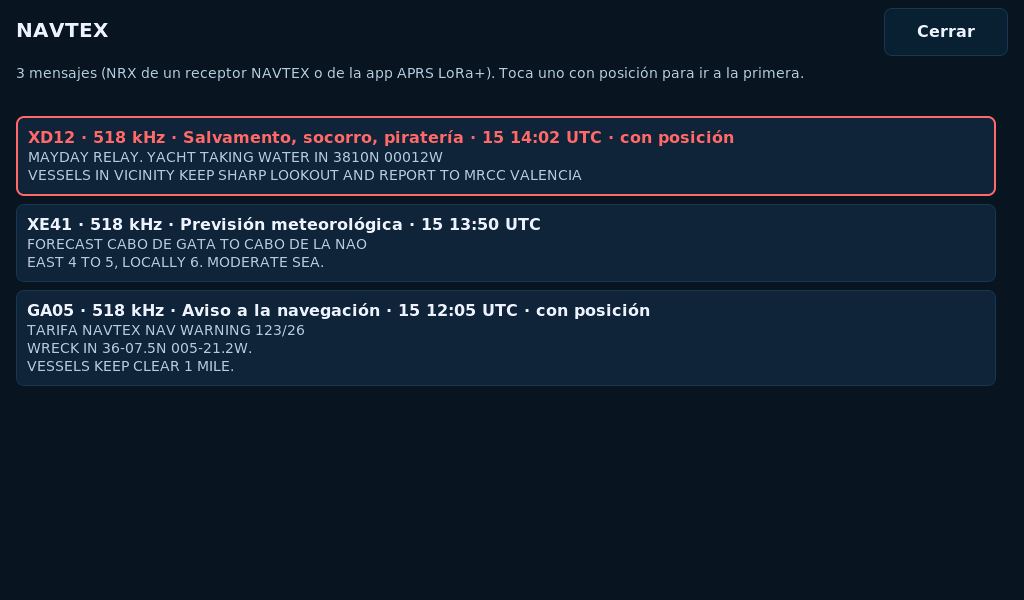 NAVTEX
Cerrar
3 mensajes (NRX de un receptor NAVTEX o de la app APRS LoRa+). Toca uno con posición para ir a la primera.
XD12 · 518 kHz · Salvamento, socorro, piratería · 15 14:02 UTC · con posición
MAYDAY RELAY. YACHT TAKING WATER IN 3810N 00012W
VESSELS IN VICINITY KEEP SHARP LOOKOUT AND REPORT TO MRCC VALENCIA
XE41 · 518 kHz · Previsión meteorológica · 15 13:50 UTC
FORECAST CABO DE GATA TO CABO DE LA NAO
EAST 4 TO 5, LOCALLY 6. MODERATE SEA.
GA05 · 518 kHz · Aviso a la navegación · 15 12:05 UTC · con posición
TARIFA NAVTEX NAV WARNING 123/26
WRECK IN 36-07.5N 005-21.2W.
VESSELS KEEP CLEAR 1 MILE.